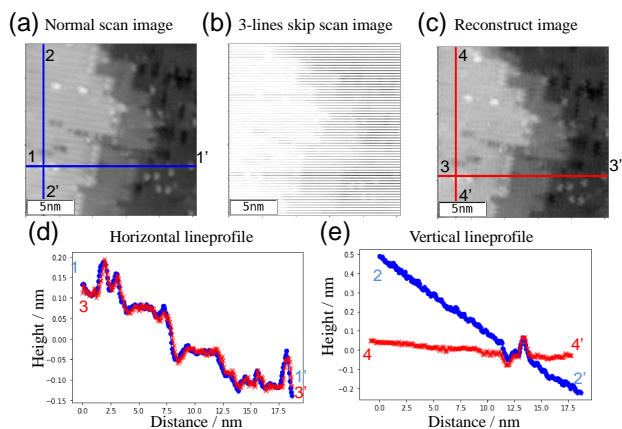 (a) Normal scan image
(b) 3-lines skip scan image
(c) Reconstruct image
2
1
1'
2'
5nm
5nm
4
3
3'
4'
5nm
(d) Horizontal lineprofile
Height / nm
0.20
0.15
0.10
0.05
0.00
−0.05
−0.10
−0.15
1
3
1'
3'
0.0 2.5 5.0 7.5 10.0 12.5 15.0 17.5
Distance / nm
(e) Vertical lineprofile
Height / nm
0.5
0.4
0.3
0.2
0.1
0.0
−0.1
−0.2
2
4
4'
2'
0.0 2.5 5.0 7.5 10.0 12.5 15.0 17.5
Distance / nm